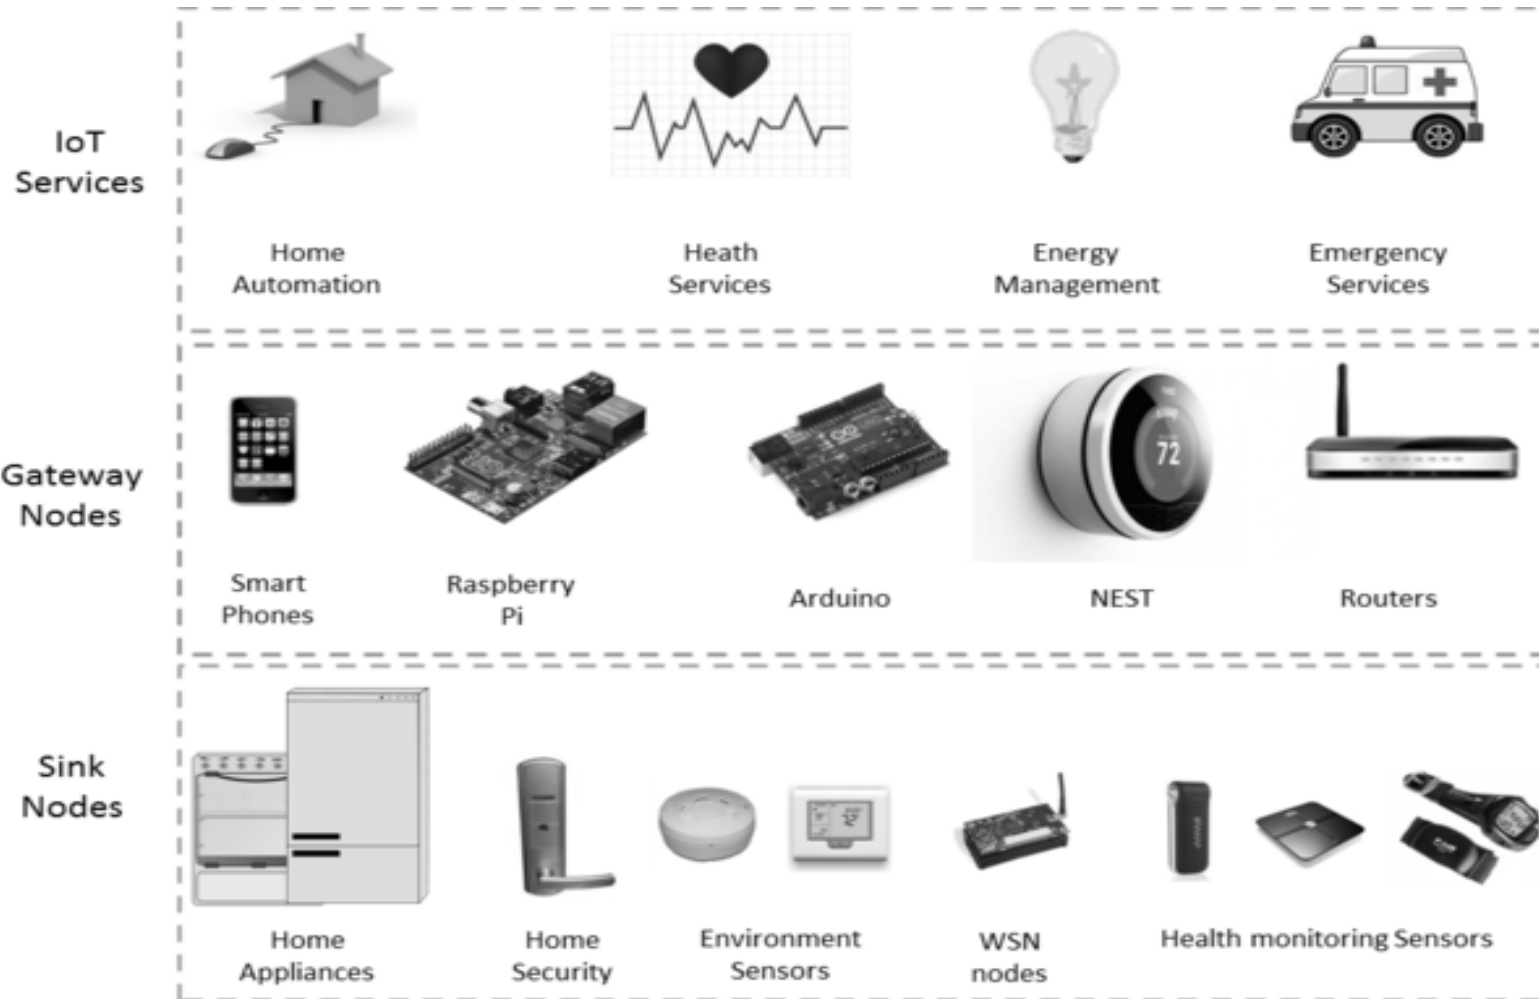 IoT
Services
Home
Automation
Heath
Services
Energy
Management
Emergency
Services
Gateway
Nodes
72
Smart
Phones
Raspberry
Pi
Arduino
NEST
Routers
Sink
Nodes
Home
Appliances
Home
Security
Environment
Sensors
WSN
nodes
Health monitoring Sensors